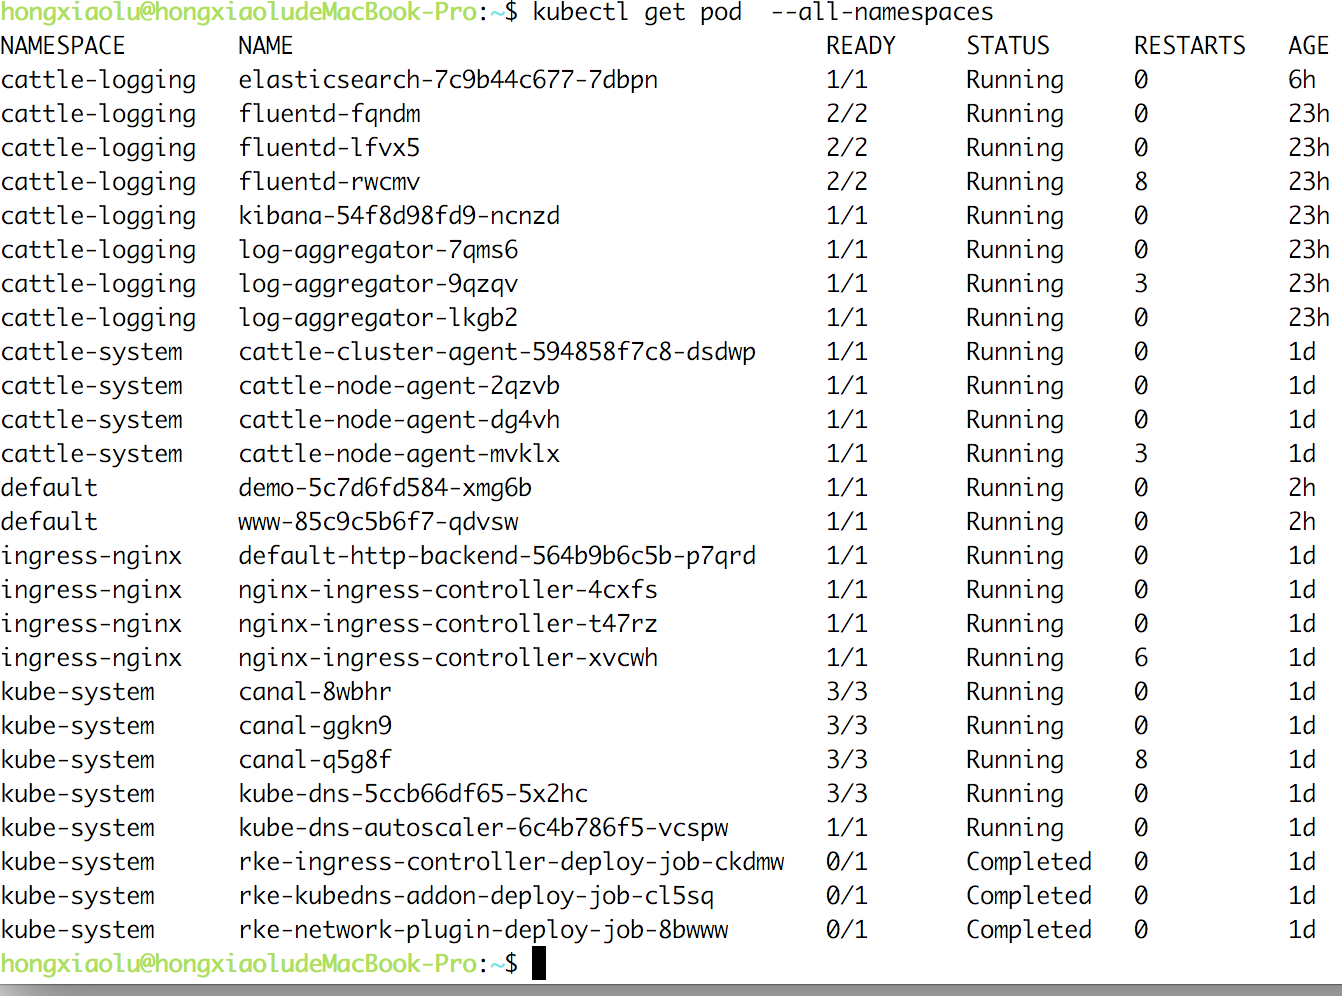 hongxiaolu@hongxiaoludeMacBook-Pro:~$ kubectl get pod  --all-namespaces
NAMESPACE        NAME                                      READY     STATUS      RESTARTS   AGE
cattle-logging   elasticsearch-7c9b44c677-7dbpn            1/1       Running     0          6h
cattle-logging   fluentd-fqndm                             2/2       Running     0          23h
cattle-logging   fluentd-lfvx5                             2/2       Running     0          23h
cattle-logging   fluentd-rwcmv                             2/2       Running     8          23h
cattle-logging   kibana-54f8d98fd9-ncnzd                   1/1       Running     0          23h
cattle-logging   log-aggregator-7qms6                      1/1       Running     0          23h
cattle-logging   log-aggregator-9qzqv                      1/1       Running     3          23h
cattle-logging   log-aggregator-lkgb2                      1/1       Running     0          23h
cattle-system    cattle-cluster-agent-594858f7c8-dsdwp     1/1       Running     0          1d
cattle-system    cattle-node-agent-2qzvb                   1/1       Running     0          1d
cattle-system    cattle-node-agent-dg4vh                   1/1       Running     0          1d
cattle-system    cattle-node-agent-mvklx                   1/1       Running     3          1d
default          demo-5c7d6fd584-xmg6b                     1/1       Running     0          2h
default          www-85c9c5b6f7-qdvsw                      1/1       Running     0          2h
ingress-nginx    default-http-backend-564b9b6c5b-p7qrd     1/1       Running     0          1d
ingress-nginx    nginx-ingress-controller-4cxfs            1/1       Running     0          1d
ingress-nginx    nginx-ingress-controller-t47rz            1/1       Running     0          1d
ingress-nginx    nginx-ingress-controller-xvcwh            1/1       Running     6          1d
kube-system      canal-8wbhr                               3/3       Running     0          1d
kube-system      canal-ggkn9                               3/3       Running     0          1d
kube-system      canal-q5g8f                               3/3       Running     8          1d
kube-system      kube-dns-5ccb66df65-5x2hc                 3/3       Running     0          1d
kube-system      kube-dns-autoscaler-6c4b786f5-vcspw       1/1       Running     0          1d
kube-system      rke-ingress-controller-deploy-job-ckdmw   0/1       Completed   0          1d
kube-system      rke-kubedns-addon-deploy-job-cl5sq        0/1       Completed   0          1d
kube-system      rke-network-plugin-deploy-job-8bwww       0/1       Completed   0          1d
hongxiaolu@hongxiaoludeMacBook-Pro:~$